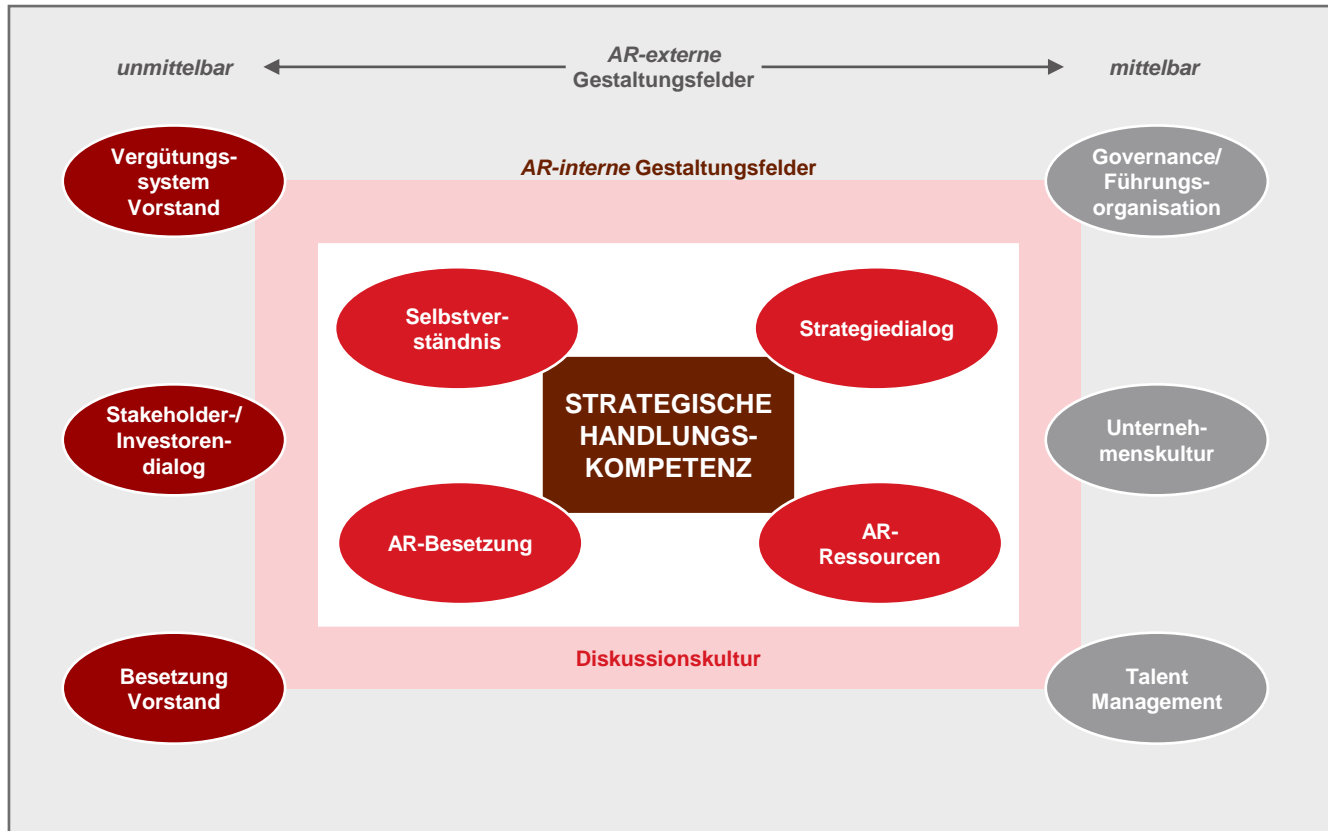 AR-externe
unmittelbar
mittelbar
Gestaltungsfelder
Vergütungs-
system
Vorstand
AR-interne Gestaltungsfelder
Governance/
Führungs-
organisation
Selbstver-
ständnis
Strategiedialog
STRATEGISCHE
HANDLUNGS-
KOMPETENZ
Stakeholder-/
Investoren-
dialog
Unterneh-
menskultur
AR-Besetzung
AR-
Ressourcen
Diskussionskultur
Besetzung
Vorstand
Talent
Management